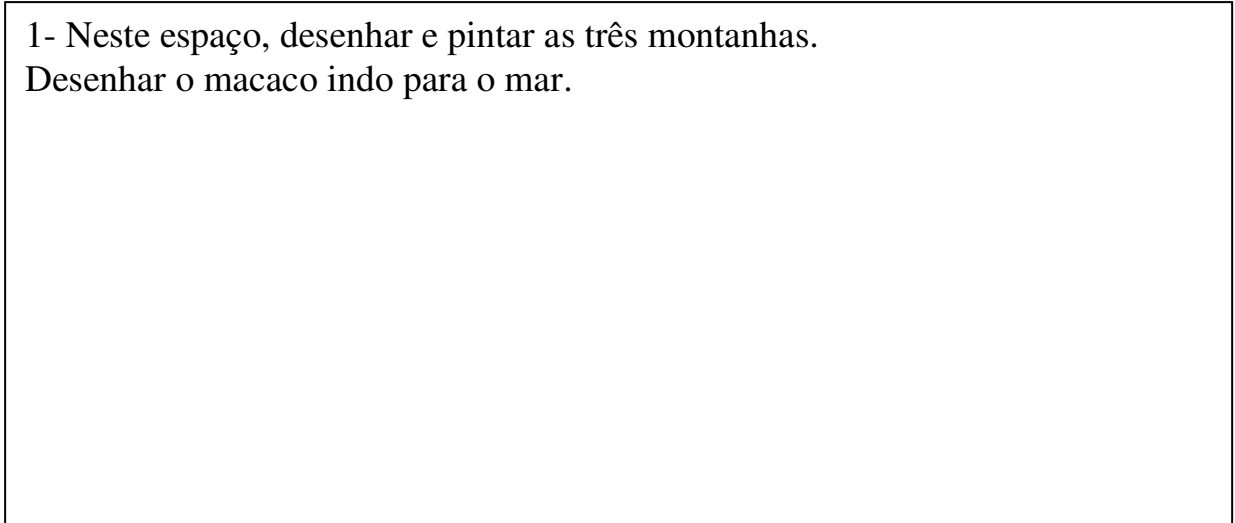 1- Neste espaço, desenhar e pintar as três montanhas.
Desenhar o macaco indo para o mar.